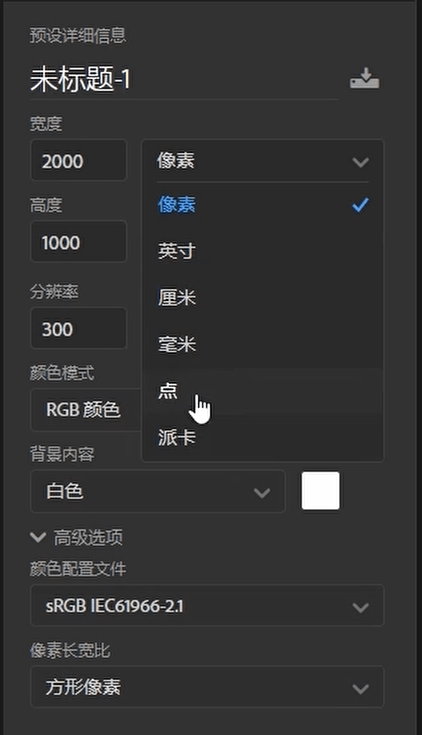 预设详细信息
未标题-1
宽度
2000
像素
像素
高度
1000
英寸
厘米
分辨率
300
毫米
颜色模式
点
RGB 颜色
派卡
背景内容
白色
高级选项
颜色配置文件
sRGB IEC61966-2.1
像素长宽比
方形像素